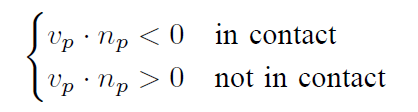 v_p · n_p < 0 in contact
v_p · n_p > 0 not in contact